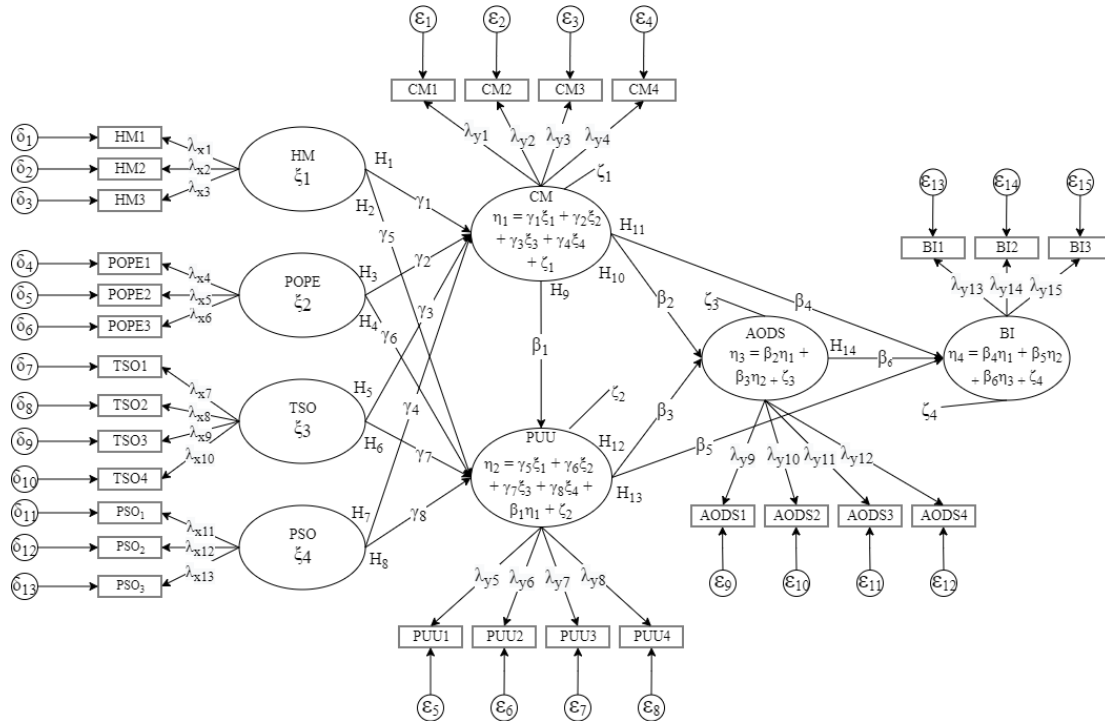 ε1
ε2
ε3
ε4
CM1
CM2
CM3
CM4
λy1
λy2
λy3
λy4
δ1
HM1
λx1
δ2
HM2
λx2
δ3
HM3
λx3
HM
ξ1
H1
H2
γ1
γ5
ζ1
CM
η1 = γ1ξ1 + γ2ξ2
+ γ3ξ3 + γ4ξ4
+ ζ1
H11
H10
H9
ε13
ε14
ε15
BI1
BI2
BI3
λy13
λy14
λy15
δ4
POPE1
λx4
δ5
POPE2
λx5
δ6
POPE3
λx6
POPE
ξ2
H3
H4
γ2
γ6
γ3
β1
β2
β4
ζ3
AODS
η3 = β2η1 +
β3η2 + ζ3
H14
β6
BI
η4 = β4η1 + β5η2
+ β6η3 + ζ4
ζ4
δ7
TSO1
λx7
δ8
TSO2
λx8
δ9
TSO3
λx9
δ10
TSO4
λx10
TSO
ξ3
H5
H6
γ4
γ7
ζ2
PUU
η2 = γ5ξ1 + γ6ξ2
+ γ7ξ3 + γ8ξ4 +
β1η1 + ζ2
H12
H13
β3
β5
λy9
λy10
λy11
λy12
AODS1
AODS2
AODS3
AODS4
ε9
ε10
ε11
ε12
δ11
PSO1
λx11
δ12
PSO2
λx12
δ13
PSO3
λx13
PSO
ξ4
H7
H8
γ8
λy5
λy6
λy7
λy8
PUU1
PUU2
PUU3
PUU4
ε5
ε6
ε7
ε8